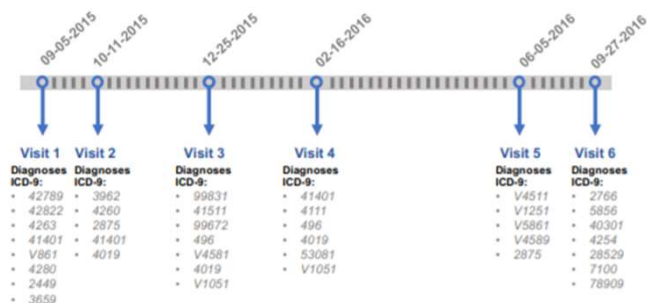 09-05-2015
10-11-2015
12-25-2015
02-16-2016
06-05-2016
09-27-2016
Visit 1
Diagnoses
ICD-9:
• 42789
• 42822
• 4263
• 41401
• V861
• 4280
• 2449
• 3659
Visit 2
Diagnoses
ICD-9:
• 3962
• 4260
• 2875
• 41401
• 4019
Visit 3
Diagnoses
ICD-9:
• 99831
• 41511
• 99672
• 496
• V4581
• 4019
• V1051
Visit 4
Diagnoses
ICD-9:
• 41401
• 4111
• 496
• 4019
• 53081
• V1051
Visit 5
Diagnoses
ICD-9:
• V4511
• V1251
• V5861
• V4589
• 2875
Visit 6
Diagnoses
ICD-9:
• 2766
• 5856
• 40301
• 4254
• 28529
• 7100
• 78909